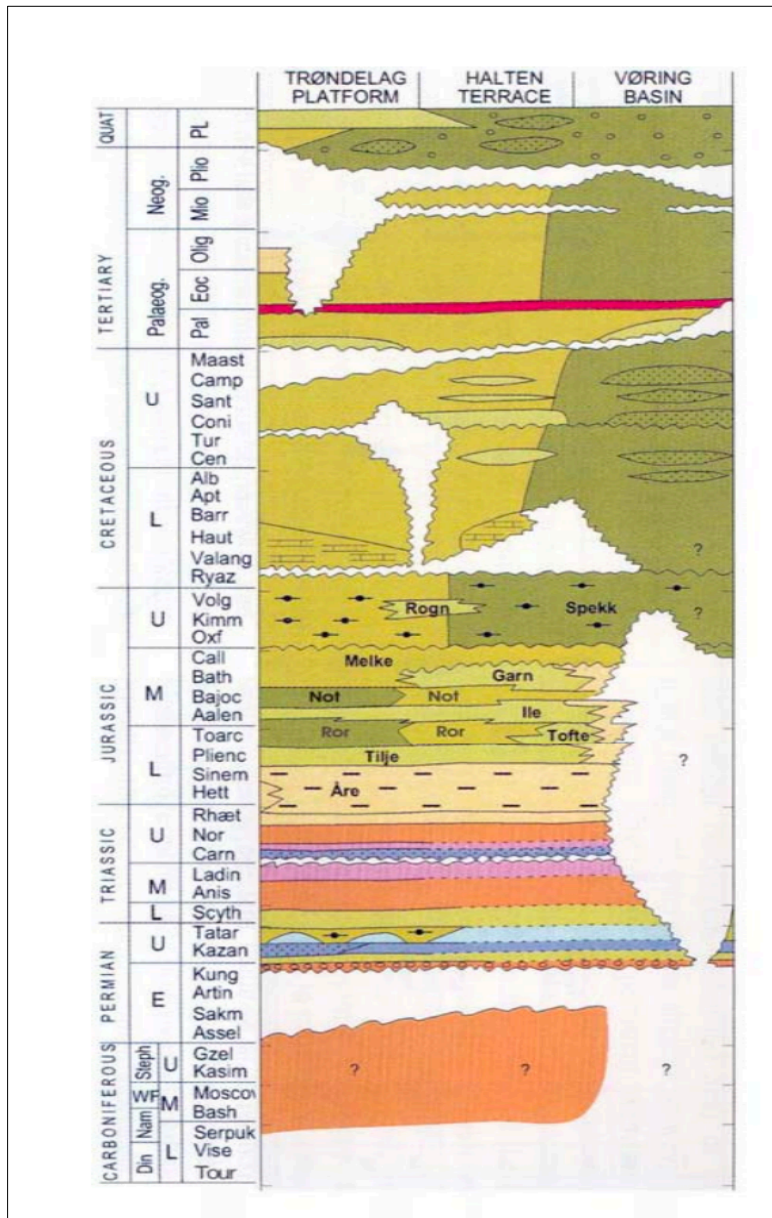 TRØNDELAG PLATFORM
HALTEN TERRACE
VØRING BASIN
QUAT
PL
TERTIARY
Neog.
Plio
Mio
Palaeog.
Olig
Eoc
Pal
CRETACEOUS
U
Maast
Camp
Sant
Coni
Tur
Cen
L
Alb
Apt
Barr
Haut
Valang
Ryaz
?
JURASSIC
U
Volg
Kimm
Oxf
Rogn
Spekk
?
M
Call
Bath
Bajoc
Aalen
Melke
Garn
Not
Not
Ile
L
Toarc
Plienc
Sinem
Hett
Ror
Ror
Tofte
Tilje
Åre
?
TRIASSIC
U
Rhæt
Nor
Carn
M
Ladin
Anis
L
Scyth
PERMIAN
U
Tatar
Kazan
E
Kung
Artin
Sakm
Assel
CARBONIFEROUS
Steph
U
Gzel
Kasim
?
?
?
WF
M
Moscov
Bash
Nam
Din
L
Serpuk
Vise
Tour